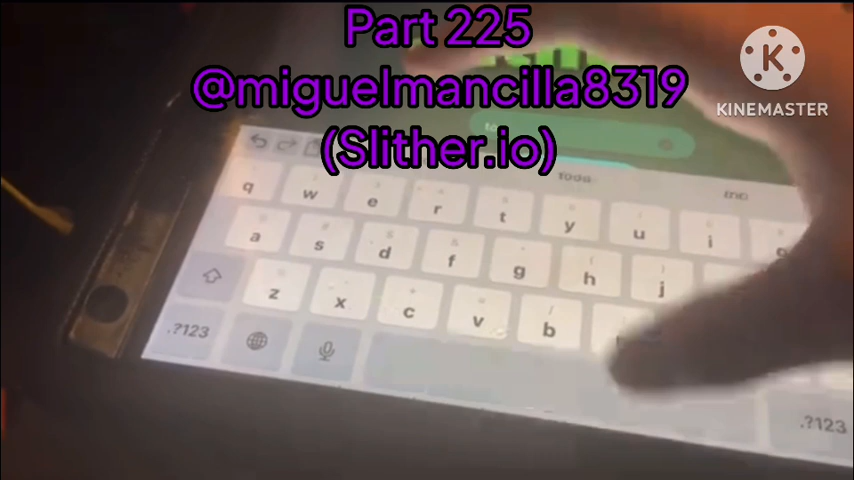 Part 225
@miguelmancilla8319
(Slither.io)
KINEMASTER
q w e r t y u i
a s d f g h j
z x c v b
.?123
.?123